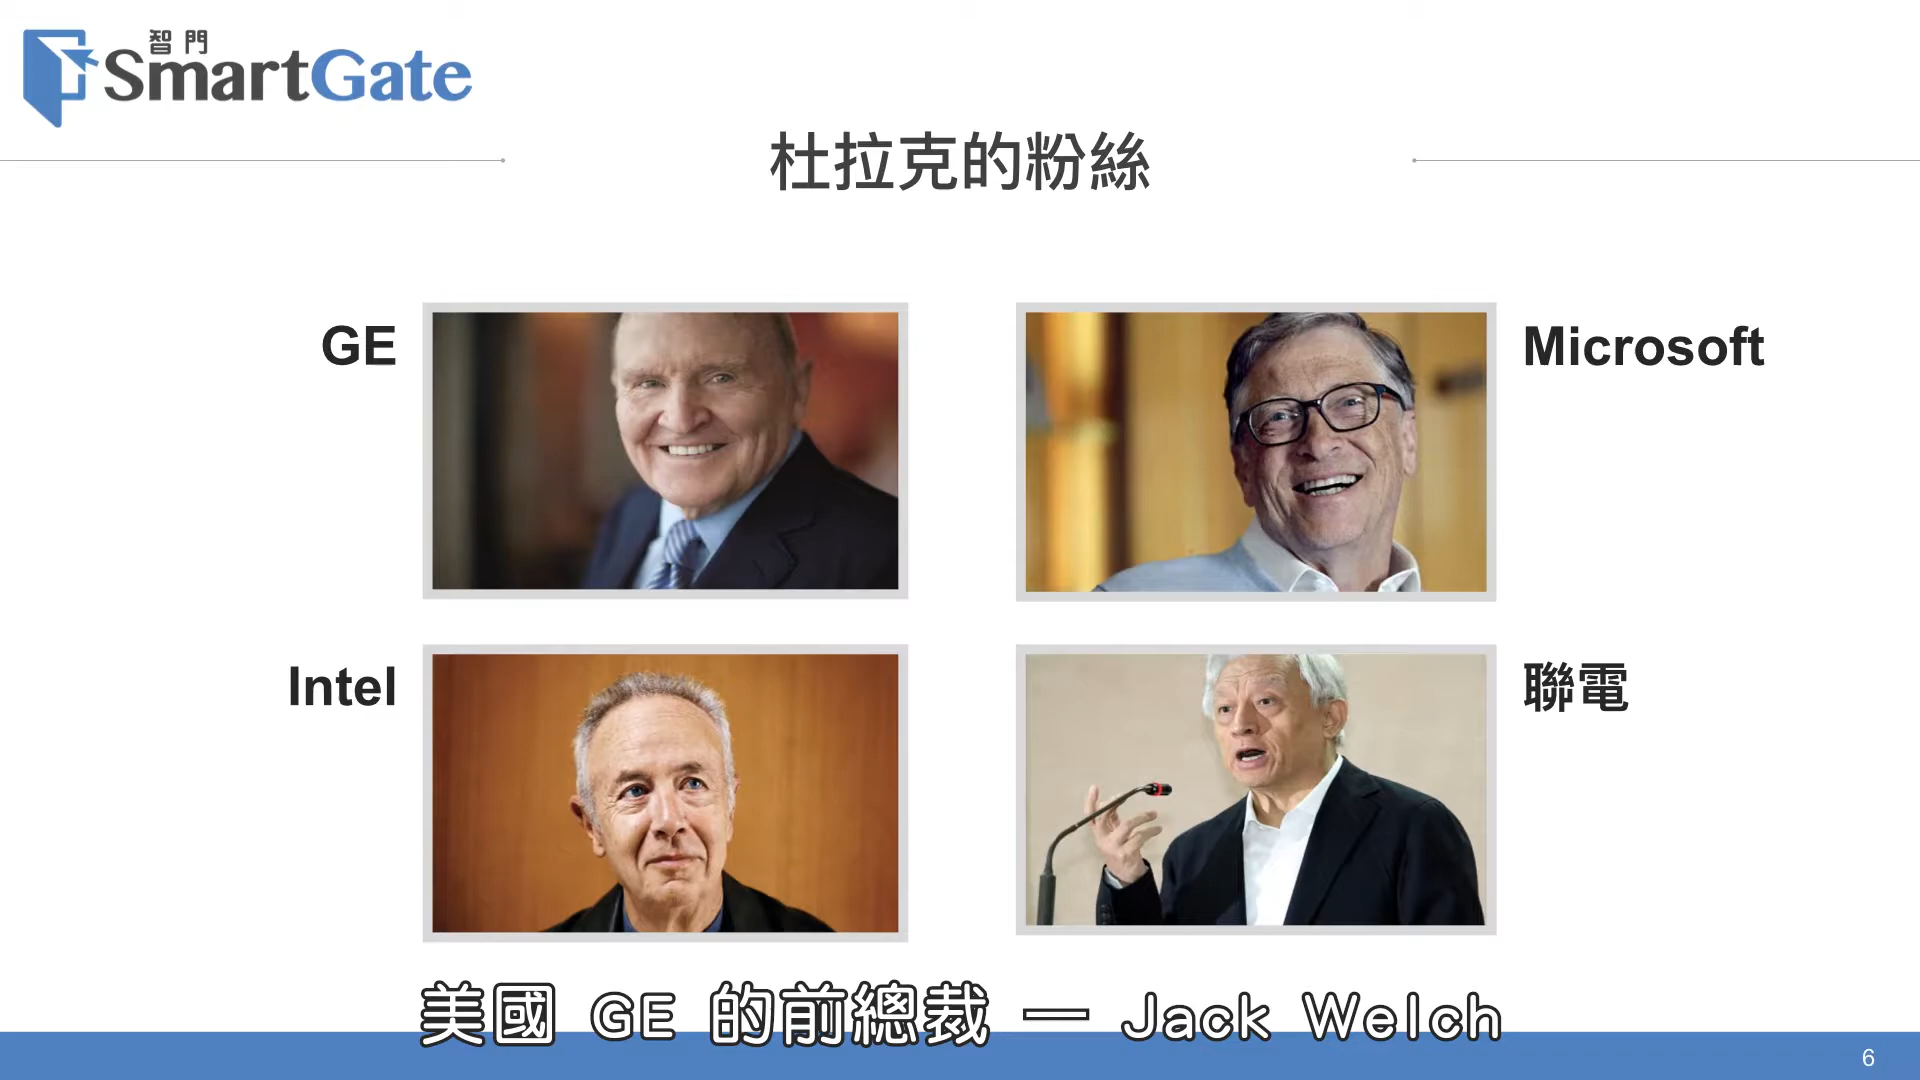 智門
SmartGate
杜拉克的粉絲
GE
Microsoft
Intel
聯電
美國 GE 的前總裁 — Jack Welch
6